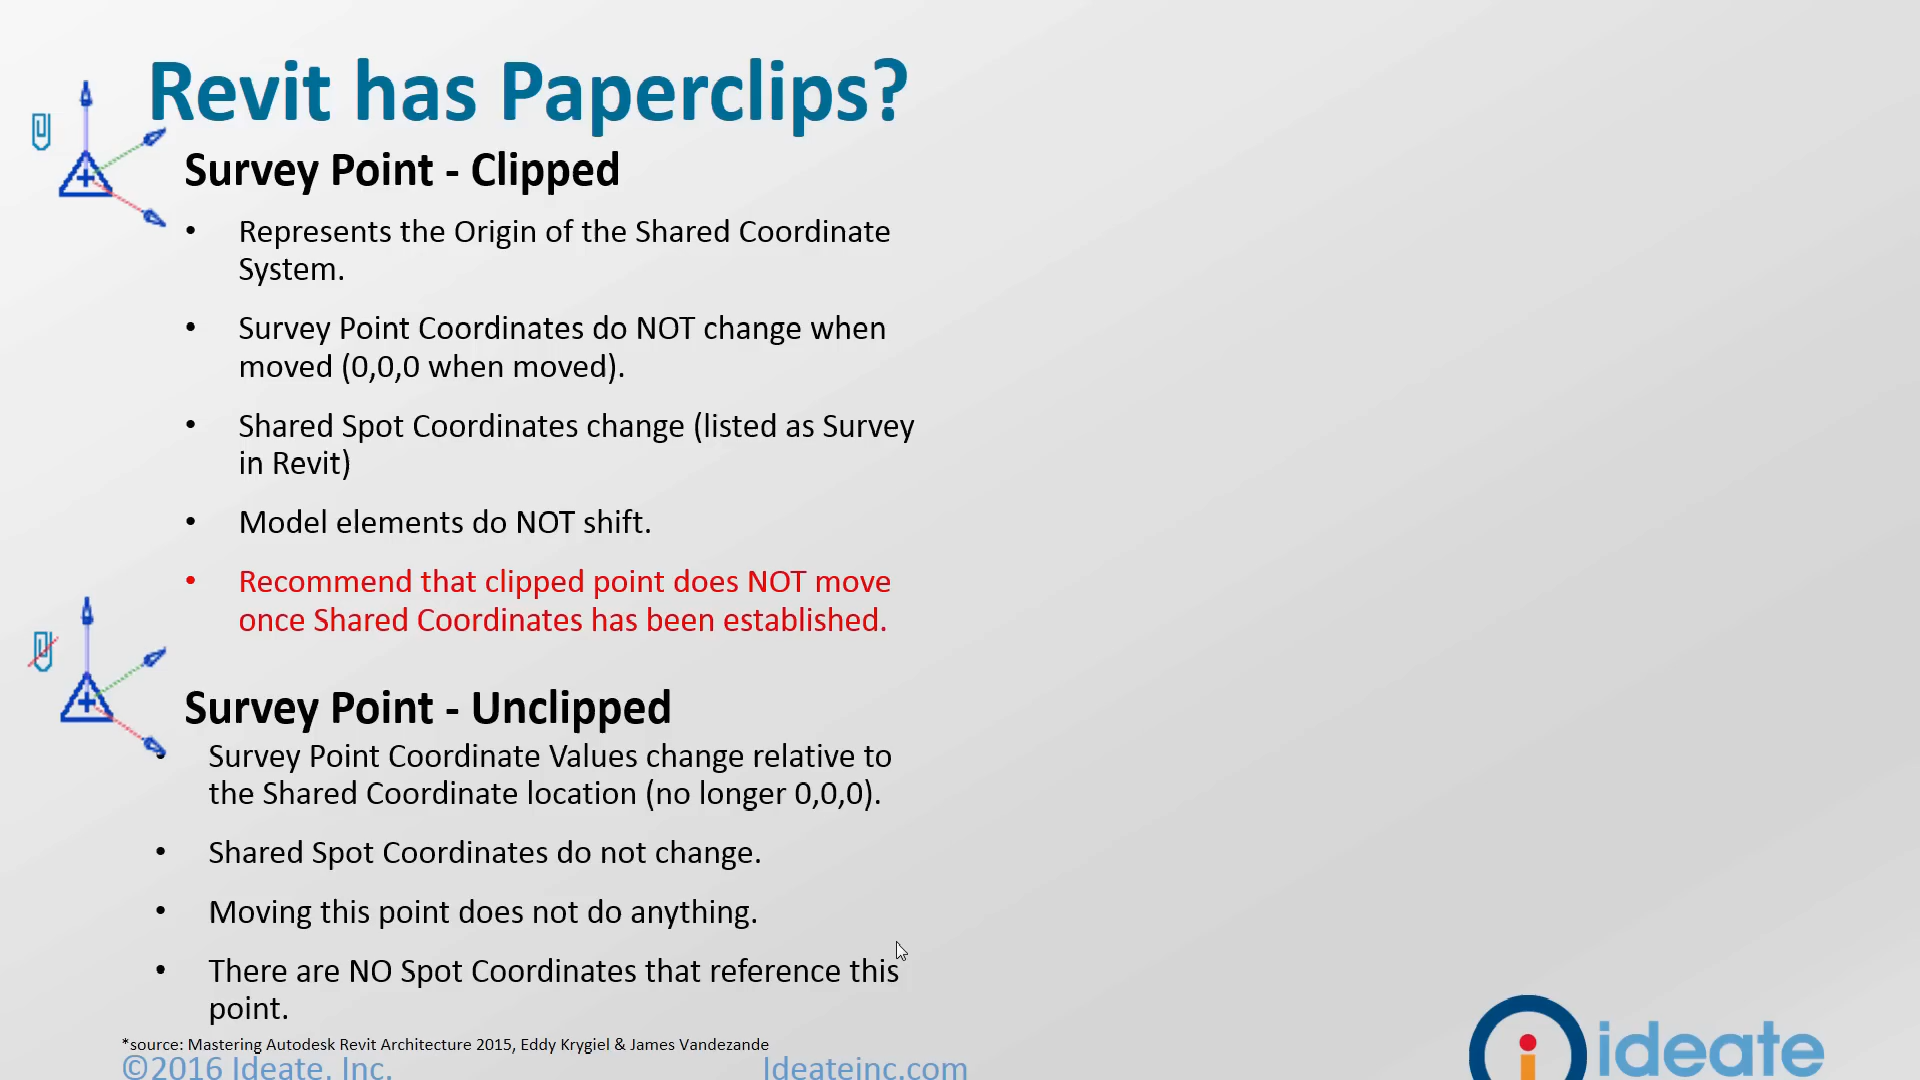 Revit has Paperclips?
Survey Point - Clipped
• Represents the Origin of the Shared Coordinate
System.
• Survey Point Coordinates do NOT change when
moved (0,0,0 when moved).
• Shared Spot Coordinates change (listed as Survey
in Revit)
• Model elements do NOT shift.
• Recommend that clipped point does NOT move
once Shared Coordinates has been established.
Survey Point - Unclipped
• Survey Point Coordinate Values change relative to
the Shared Coordinate location (no longer 0,0,0).
• Shared Spot Coordinates do not change.
• Moving this point does not do anything.
• There are NO Spot Coordinates that reference this
point.
*source: Mastering Autodesk Revit Architecture 2015, Eddy Krygiel & James Vandezande
©2016 Ideate, Inc.
Ideateinc.com
ideate